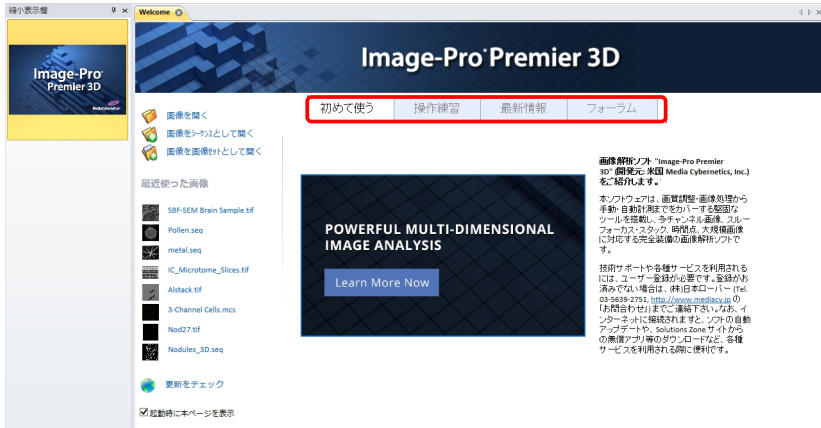 縮小表示欄
Welcome
Image-Pro
Premier 3D
MediaCybernetics
Image-Pro Premier 3D
初めて使う
操作練習
最新情報
フォーラム
画像を開く
画像をｼｰｹﾝｽとして開く
画像を画像ｾｯﾄとして開く
最近使った画像
SBF-SEM Brain Sample.tif
Pollen.seq
metal.seq
IC_Microtome_Slices.tif
Alstack.tif
3-Channel Cells.mcs
Nod27.tif
Nodules_3D.seq
更新をチェック
起動時に本ページを表示
POWERFUL MULTI-DIMENSIONAL
IMAGE ANALYSIS
Learn More Now
画像解析ソフト "Image-Pro Premier
3D" (開発元: 米国 Media Cybernetics, Inc.)
をご紹介します。
本ソフトウェアは、画質調整・画像処理から
手動・自動計測までをカバーする堅固な
ツールを搭載し、多チャンネル画像、スルー
フォーカス・スタック、時間点、大規模画像
に対応する完全装備の画像解析ソフトで
す。
技術サポートや各種サービスを利用される
には、ユーザー登録が必要です。登録がお
済みでない場合は、(株)日本ローパー (Tel.
03-5639-2751, http://www.mediacy.jp の
「お問合わせ」)までご連絡下さい。なお、イ
ンターネットに接続されますと、ソフトの自動
アップデートや、Solutions Zone サイトから
の無償アプリ等のダウンロードなど、各種
サービスを利用される際に便利です。